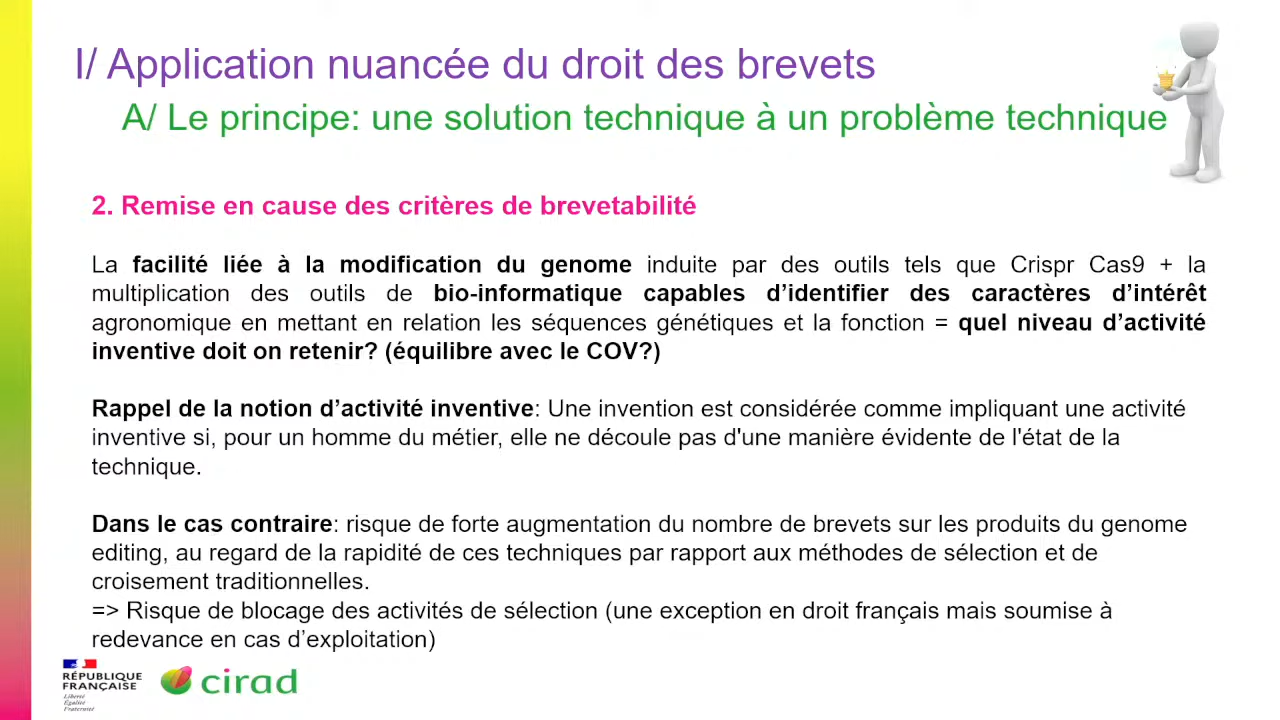 I/ Application nuancée du droit des brevets
A/ Le principe: une solution technique à un problème technique
2. Remise en cause des critères de brevetabilité
La facilité liée à la modification du genome induite par des outils tels que Crispr Cas9 + la
multiplication des outils de bio-informatique capables d’identifier des caractères d’intérêt
agronomique en mettant en relation les séquences génétiques et la fonction = quel niveau d’activité
inventive doit on retenir? (équilibre avec le COV?)
Rappel de la notion d’activité inventive: Une invention est considérée comme impliquant une activité
inventive si, pour un homme du métier, elle ne découle pas d'une manière évidente de l'état de la
technique.
Dans le cas contraire: risque de forte augmentation du nombre de brevets sur les produits du genome
editing, au regard de la rapidité de ces techniques par rapport aux méthodes de sélection et de
croisement traditionnelles.
=> Risque de blocage des activités de sélection (une exception en droit français mais soumise à
redevance en cas d’exploitation)
RÉPUBLIQUE
FRANÇAISE
Liberté
Égalité
Fraternité
cirad